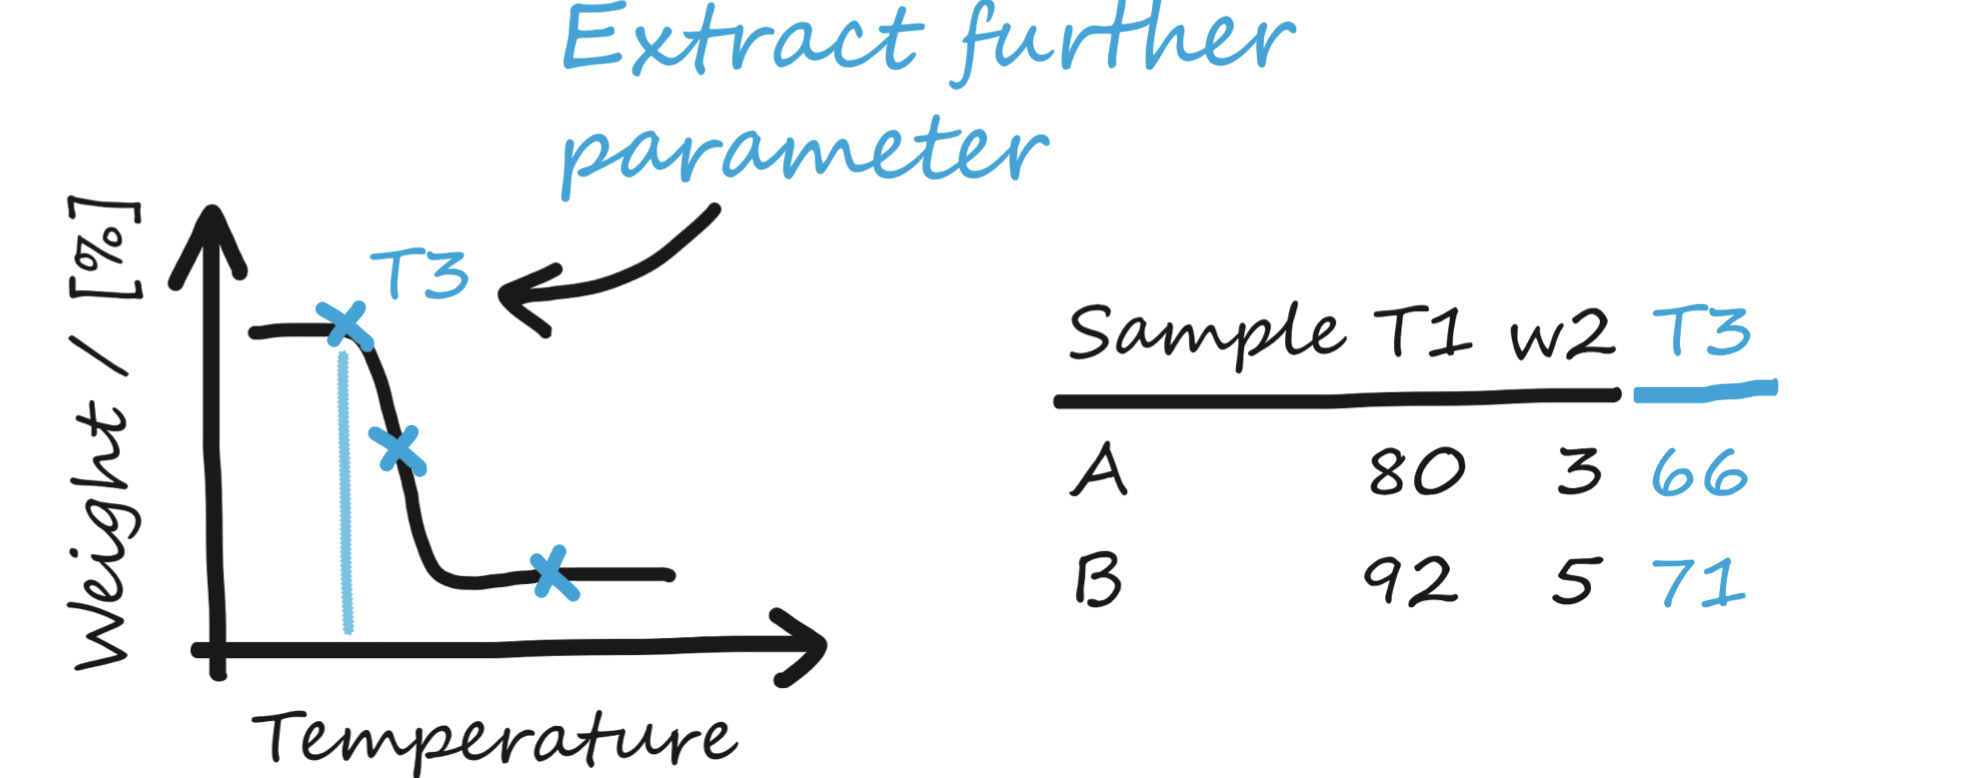 Extract further
parameter
Weight / [%]
T3
Temperature
Sample T1 w2 T3
A 80 3 66
B 92 5 71